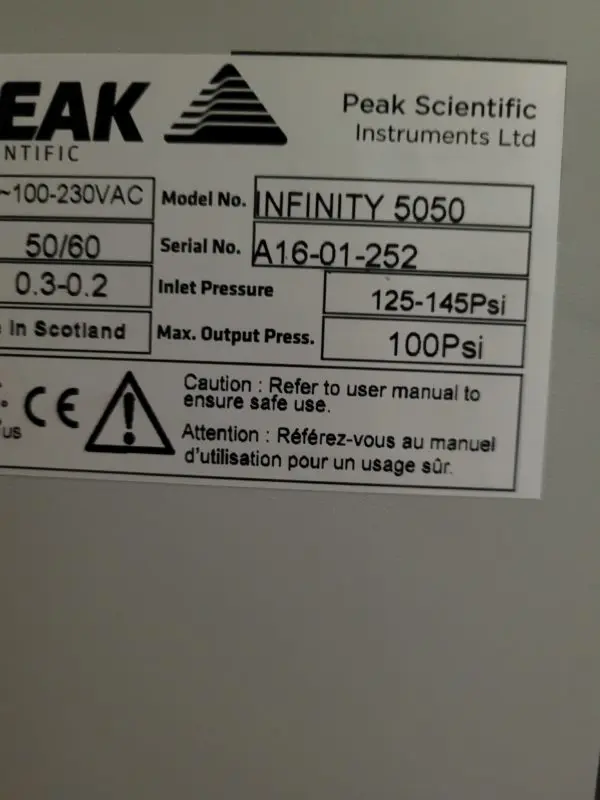 EAK
NTIFIC
Peak Scientific
Instruments Ltd
~100-230VAC
Model No. INFINITY 5050
50/60
Serial No. A16-01-252
0.3-0.2
Inlet Pressure 125-145Psi
in Scotland
Max. Output Press. 100Psi
CE
US
Caution : Refer to user manual to
ensure safe use.
Attention : Référez-vous au manuel
d'utilisation pour un usage sûr.